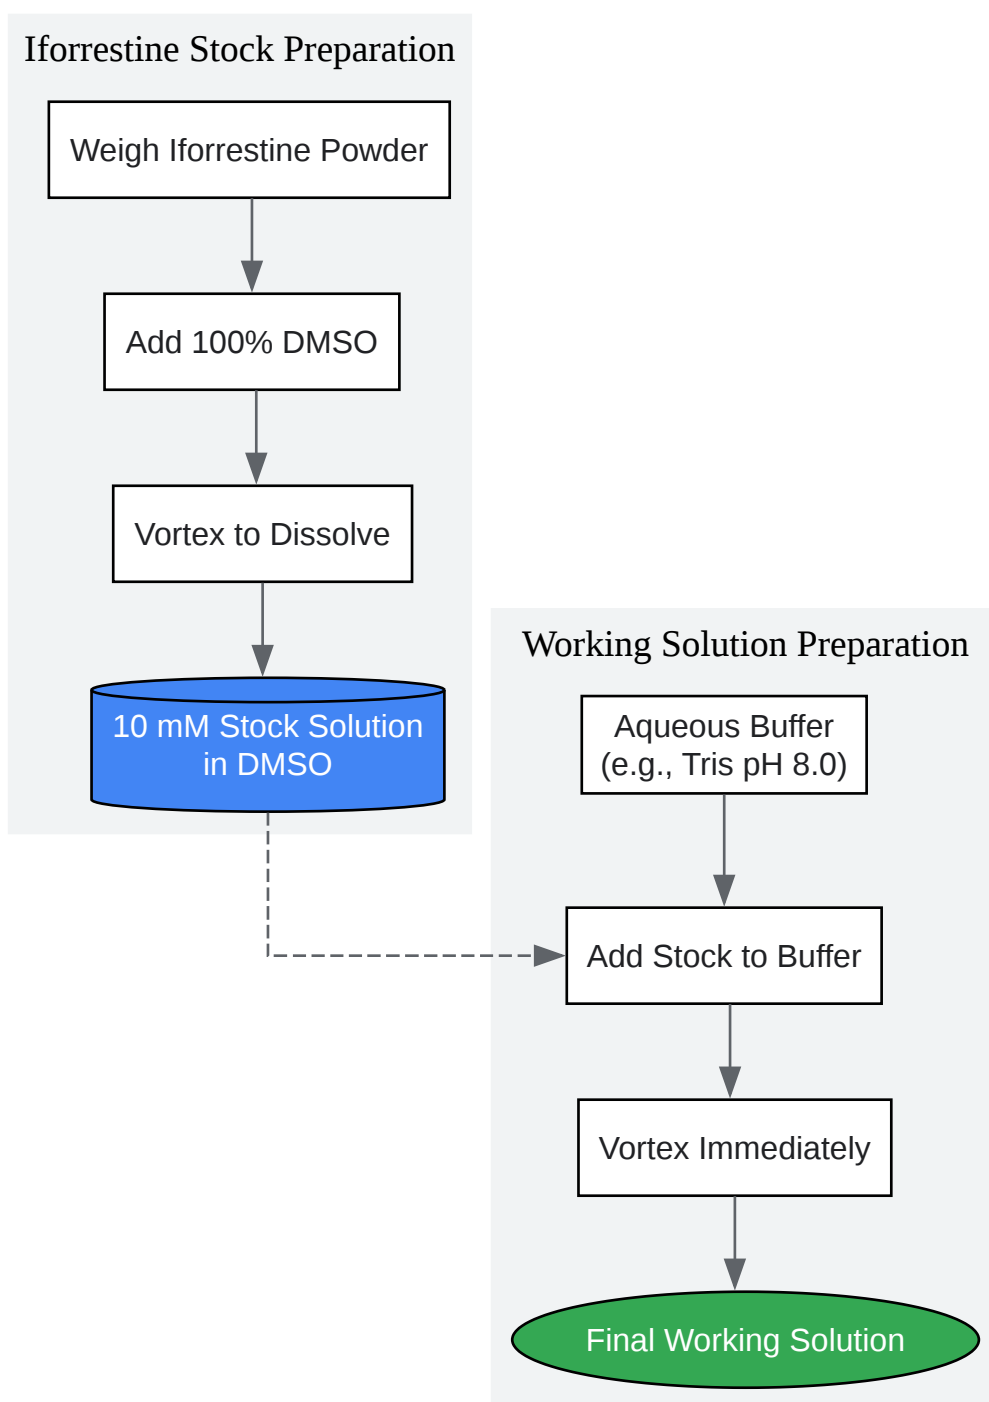 Iforrestine Stock Preparation
Weigh Iforrestine Powder
Add 100% DMSO
Vortex to Dissolve
10 mM Stock Solution
in DMSO
Working Solution Preparation
Aqueous Buffer
(e.g., Tris pH 8.0)
Add Stock to Buffer
Vortex Immediately
Final Working Solution